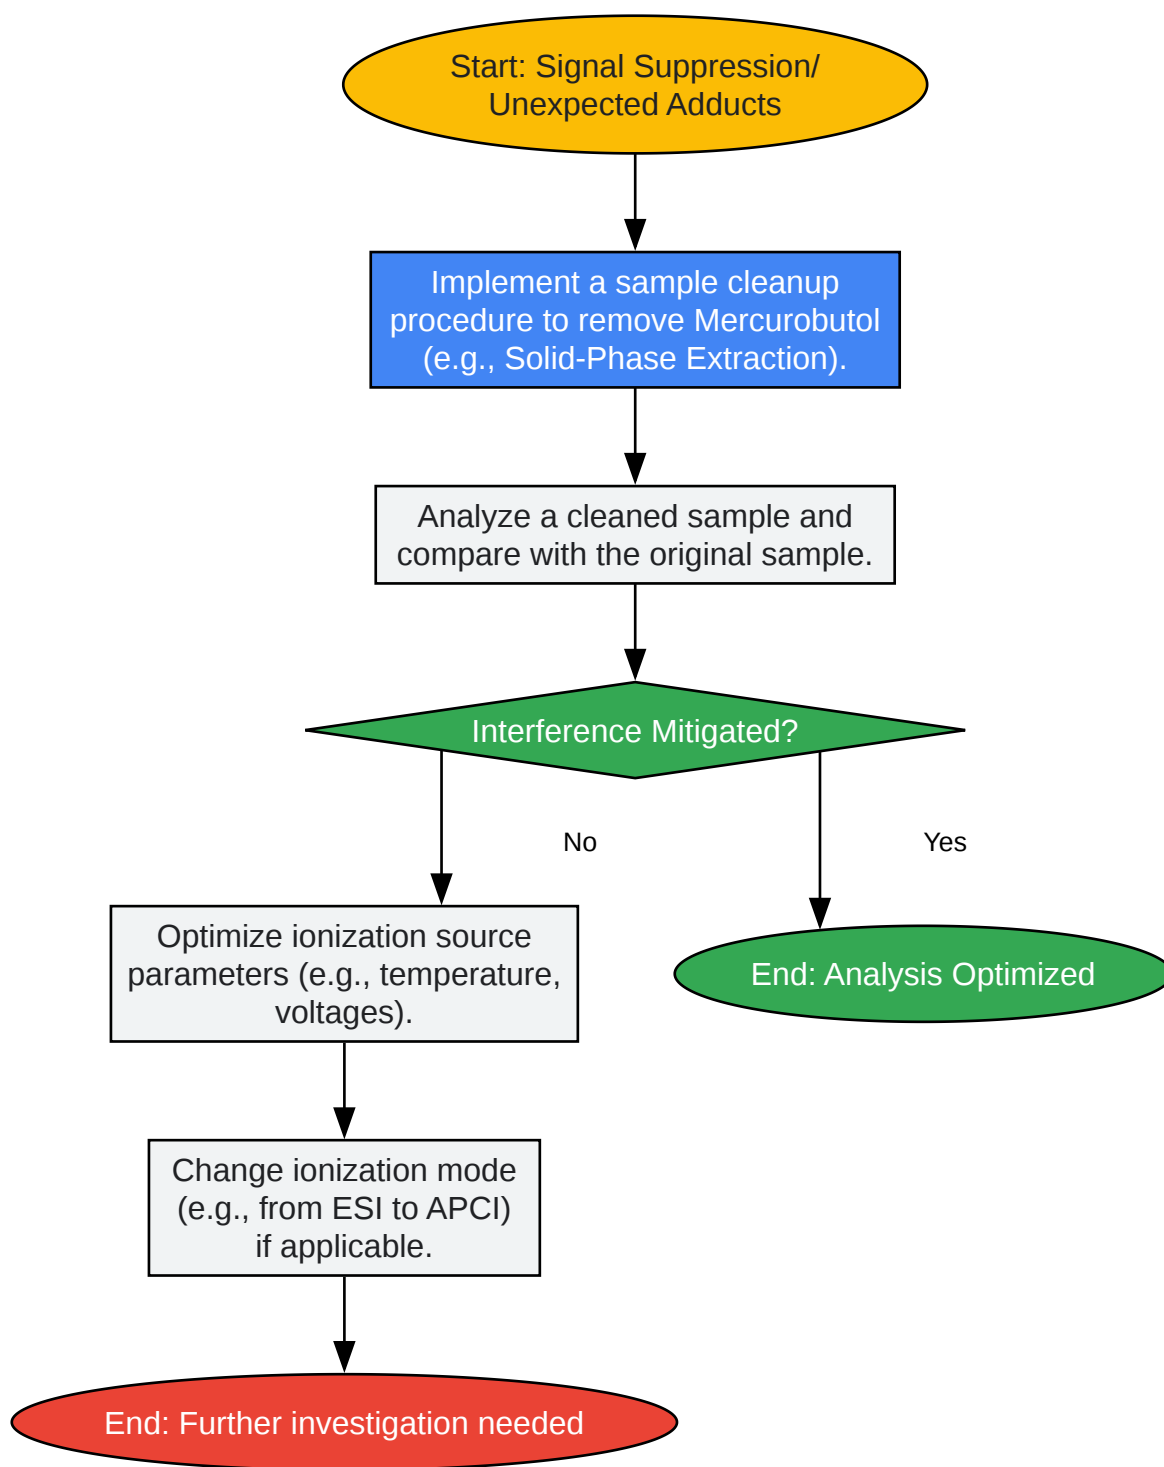 Start: Signal Suppression/
Unexpected Adducts
Implement a sample cleanup
procedure to remove Mercurobutol
(e.g., Solid-Phase Extraction).
Analyze a cleaned sample and
compare with the original sample.
Interference Mitigated?
No
Yes
Optimize ionization source
parameters (e.g., temperature,
voltages).
End: Analysis Optimized
Change ionization mode
(e.g., from ESI to APCI)
if applicable.
End: Further investigation needed